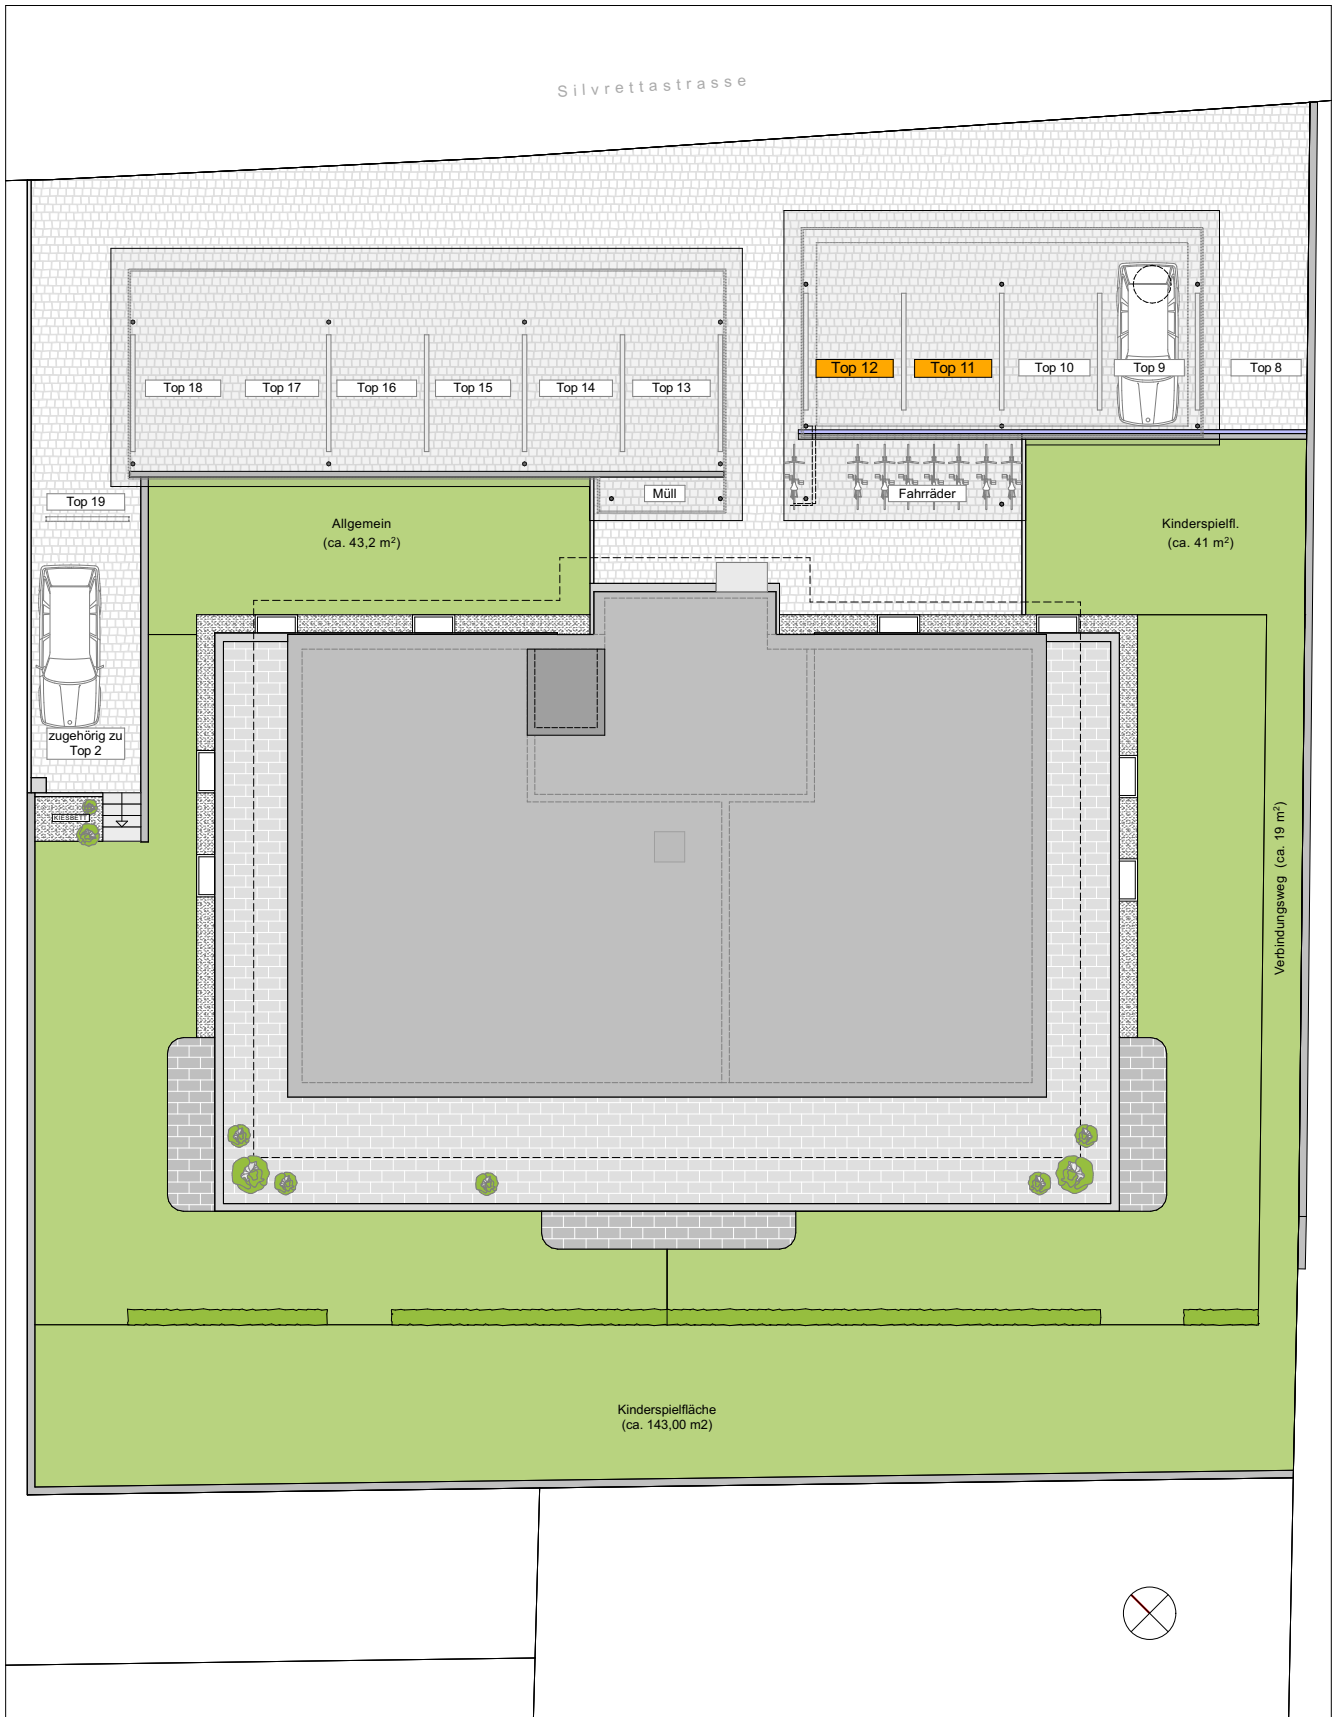 Silvrettastrasse
Top 12
Top 11
Top 10
Top 9
Top 8
Top 18
Top 17
Top 16
Top 15
Top 14
Top 13
Müll
Fahrräder
Top 19
Allgemein
(ca. 43,2 m²)
Kinderspielfl.
(ca. 41 m²)
zugehörig zu
Top 2
KIESBETT
Verbindungsweg (ca. 19 m²)
Kinderspielfläche
(ca. 143,00 m2)